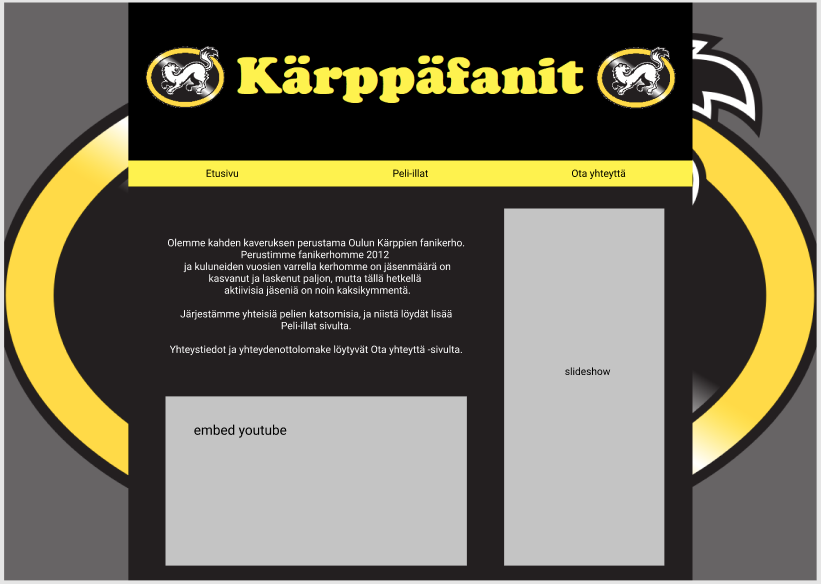 Kärppäfanit
Etusivu
Peli-illat
Ota yhteyttä
Olemme kahden kaveruksen perustama Oulun Kärppien fanikerho.
Perustimme fanikerhomme 2012
ja kuluneiden vuosien varrella kerhomme on jäsenmäärä on
kasvanut ja laskenut paljon, mutta tällä hetkellä
aktiivisia jäseniä on noin kaksikymmentä.
Järjestämme yhteisiä pelien katsomisia, ja niistä löydät lisää
Peli-illat sivulta.
Yhteystiedot ja yhteydenottolomake löytyvät Ota yhteyttä -sivulta.
slideshow
embed youtube